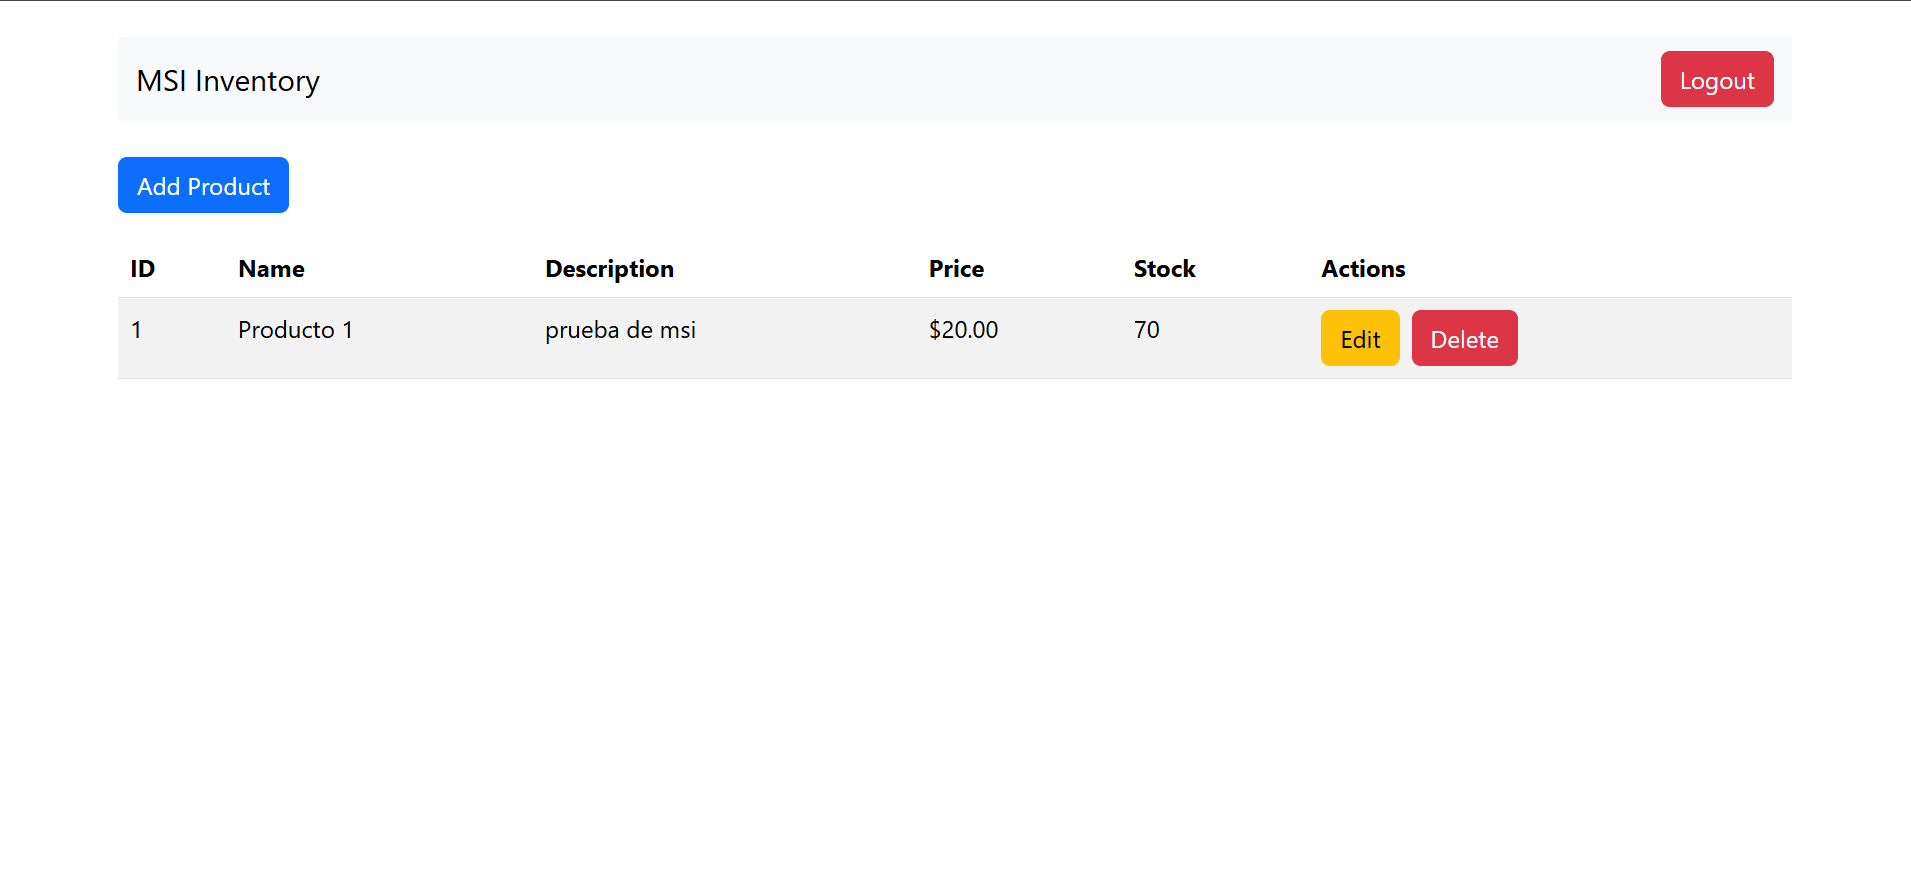 MSI Inventory Logout
Add Product
ID Name Description Price Stock Actions
1 Producto 1 prueba de msi $20.00 70 Edit Delete